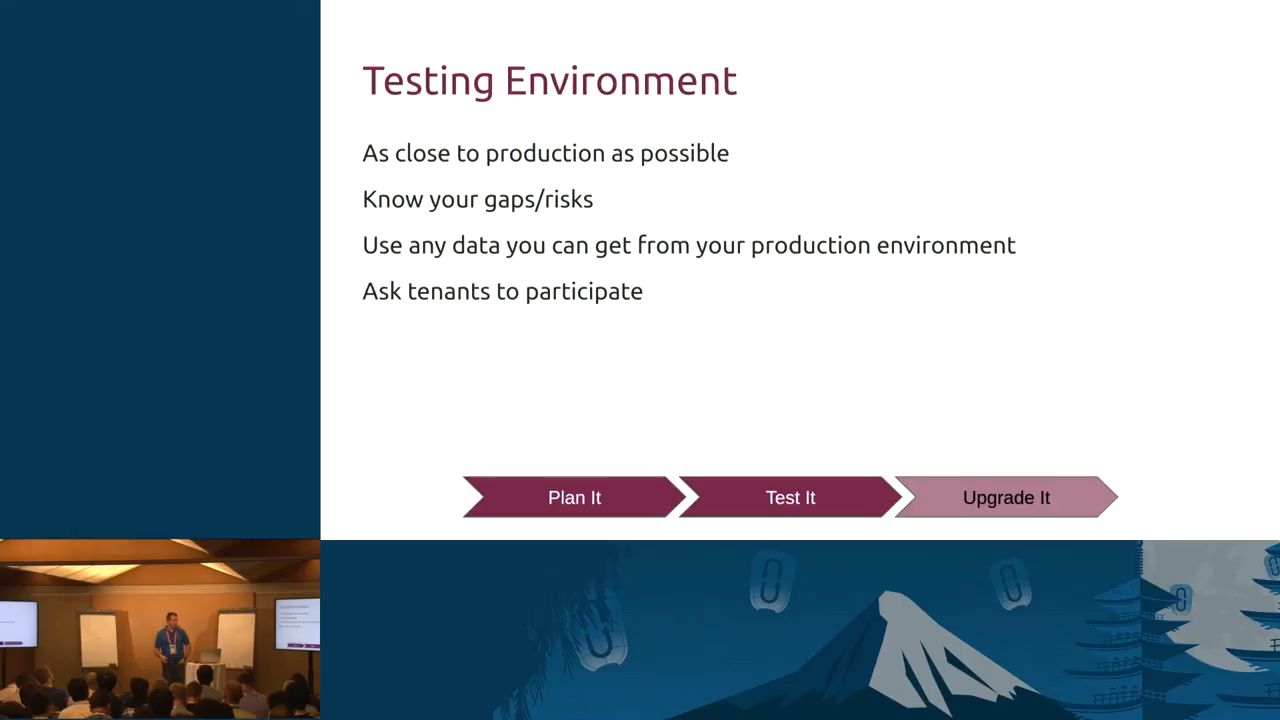 Testing Environment
As close to production as possible
Know your gaps/risks
Use any data you can get from your production environment
Ask tenants to participate
Plan It
Test It
Upgrade It